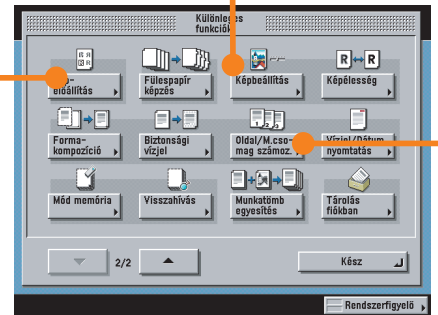 Különleges
funkciók
előállítás
Fülespapír
képzés
Képbeállítás
Képélesség
Forma-
kompozíció
Biztonsági
vízjel
Oldal/M.cso-
mag számoz.
Vízjel/Dátum
nyomtatás
Mód memória
Visszahívás
Munkatömb
egyesítés
Tárolás
fiókban
2/2
Kész
Rendszerfigyelő